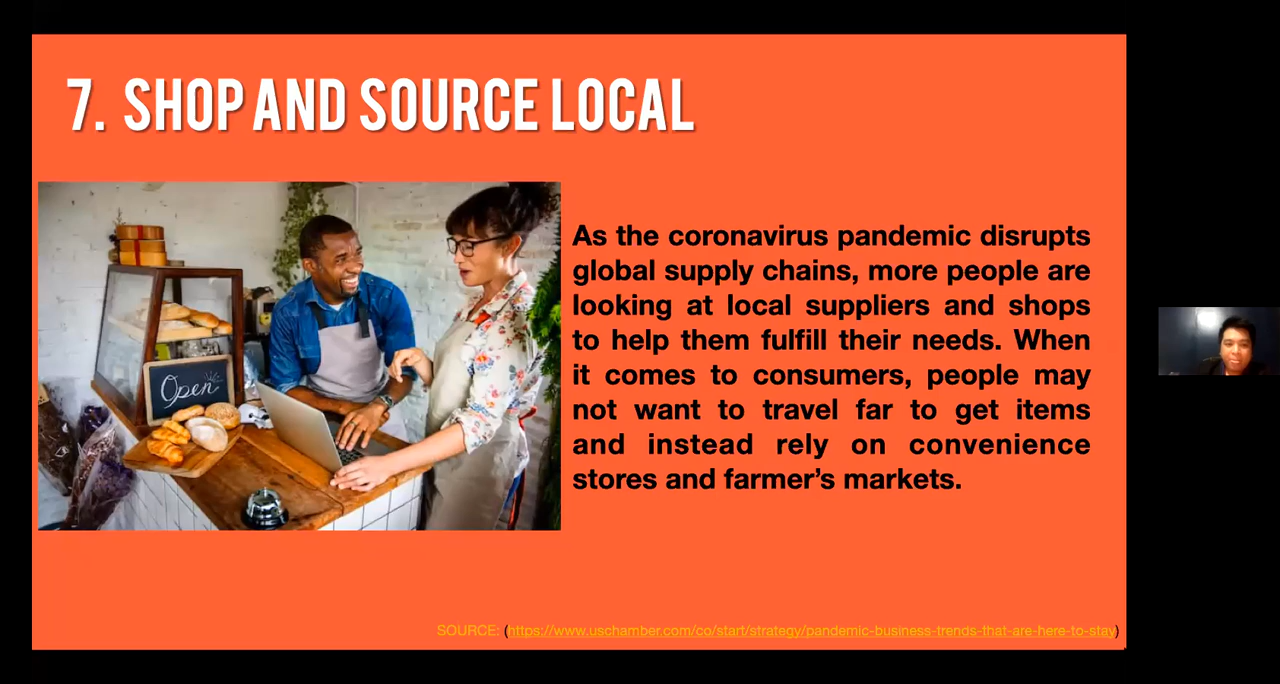 7. SHOP AND SOURCE LOCAL
Open
As the coronavirus pandemic disrupts
global supply chains, more people are
looking at local suppliers and shops
to help them fulfill their needs. When
it comes to consumers, people may
not want to travel far to get items
and instead rely on convenience
stores and farmer’s markets.
SOURCE: (https://www.uschamber.com/co/start/strategy/pandemic-business-trends-that-are-here-to-stay)